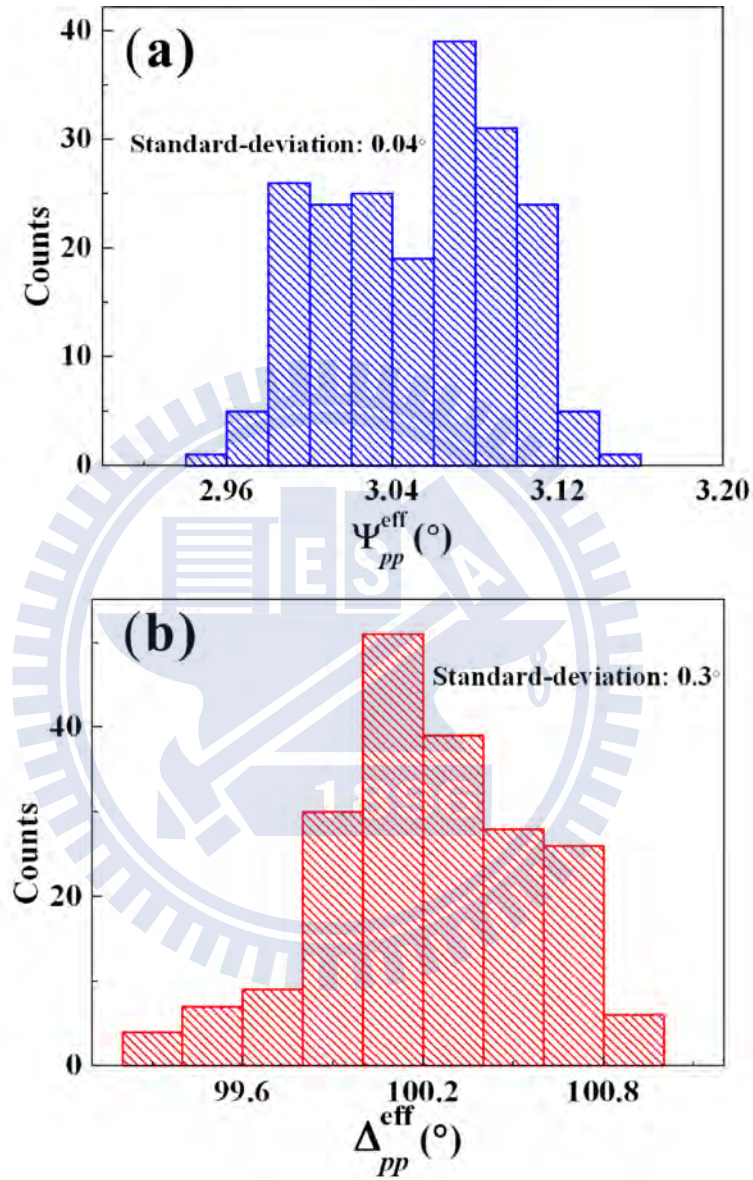 (a)
Standard-deviation: 0.04°
Counts
40
30
20
10
0
2.96 3.04 3.12 3.20
Ψ_pp^eff (°)
E S A
(b)
Standard-deviation: 0.3°
Counts
40
20
0
99.6 100.2 100.8
Δ_pp^eff (°)